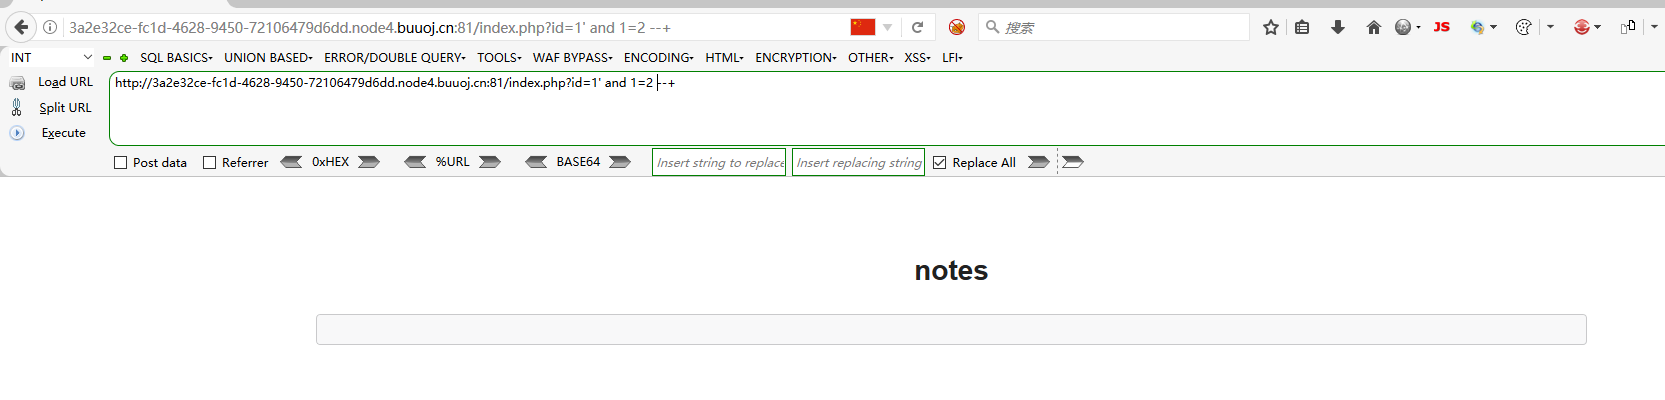 3a2e32ce-fc1d-4628-9450-72106479d6dd.node4.buuoj.cn:81/index.php?id=1' and 1=2 --+ 搜索 JS
INT SQL BASICS UNION BASED ERROR/DOUBLE QUERY TOOLS WAF BYPASS ENCODING HTML ENCRYPTION OTHER XSS LFI
Load URL http://3a2e32ce-fc1d-4628-9450-72106479d6dd.node4.buuoj.cn:81/index.php?id=1' and 1=2 --+
Split URL
Execute
Post data Referrer 0xHEX %URL BASE64 Insert string to replace Insert replacing string Replace All
notes